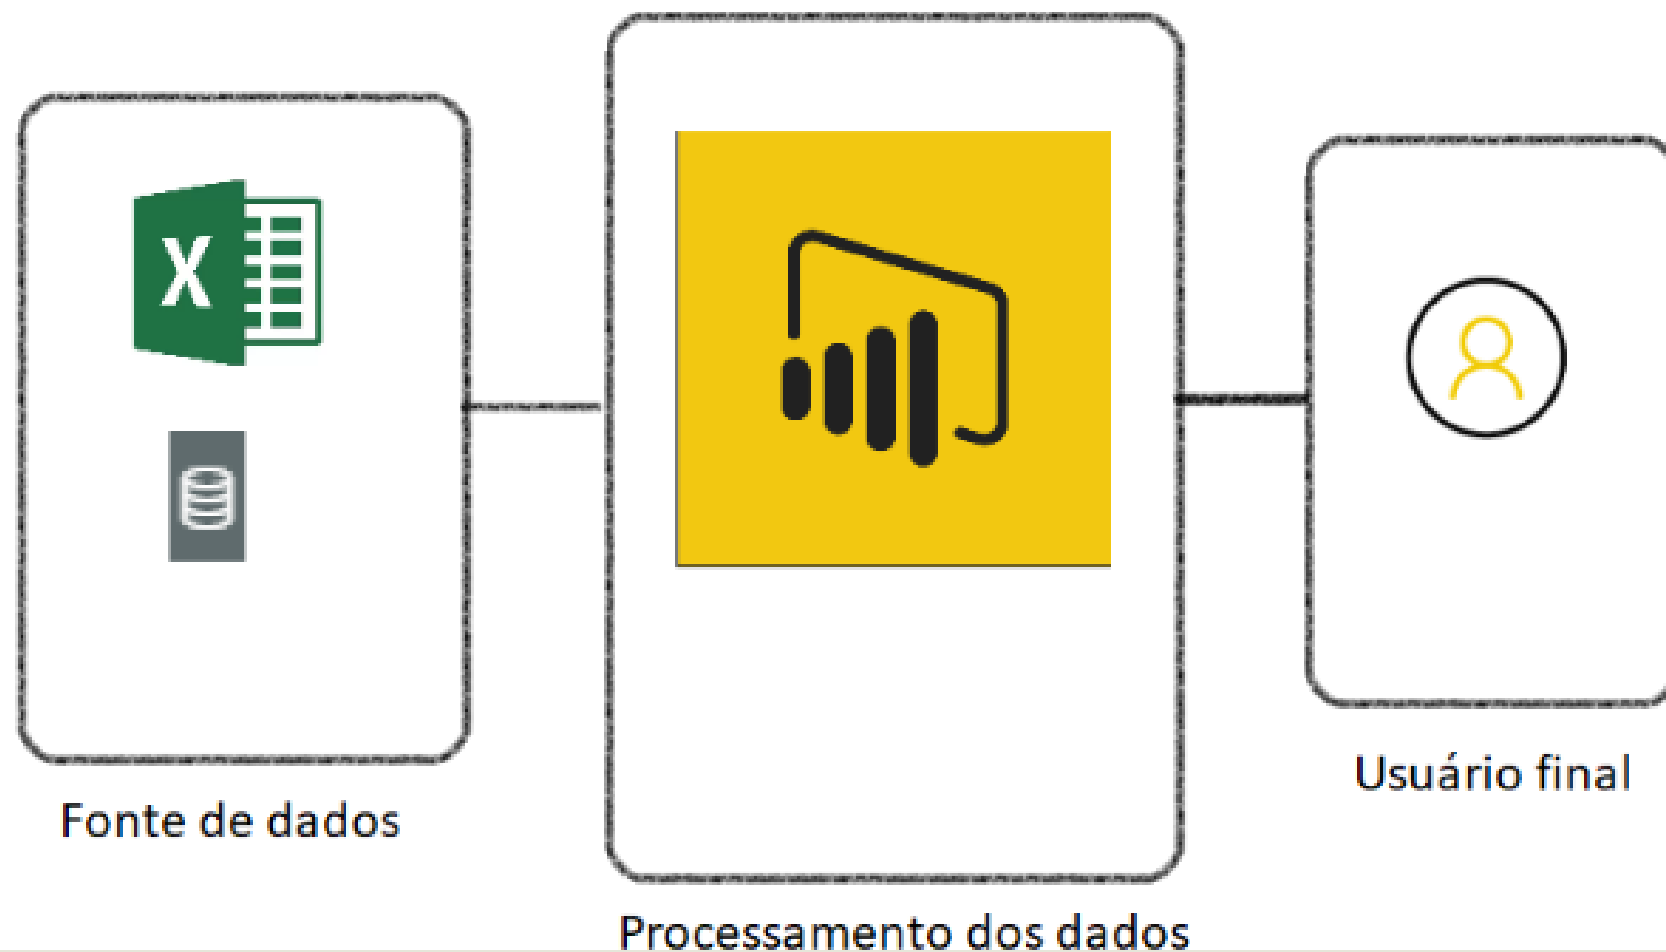 X
Fonte de dados
Processamento dos dados
Usuário final